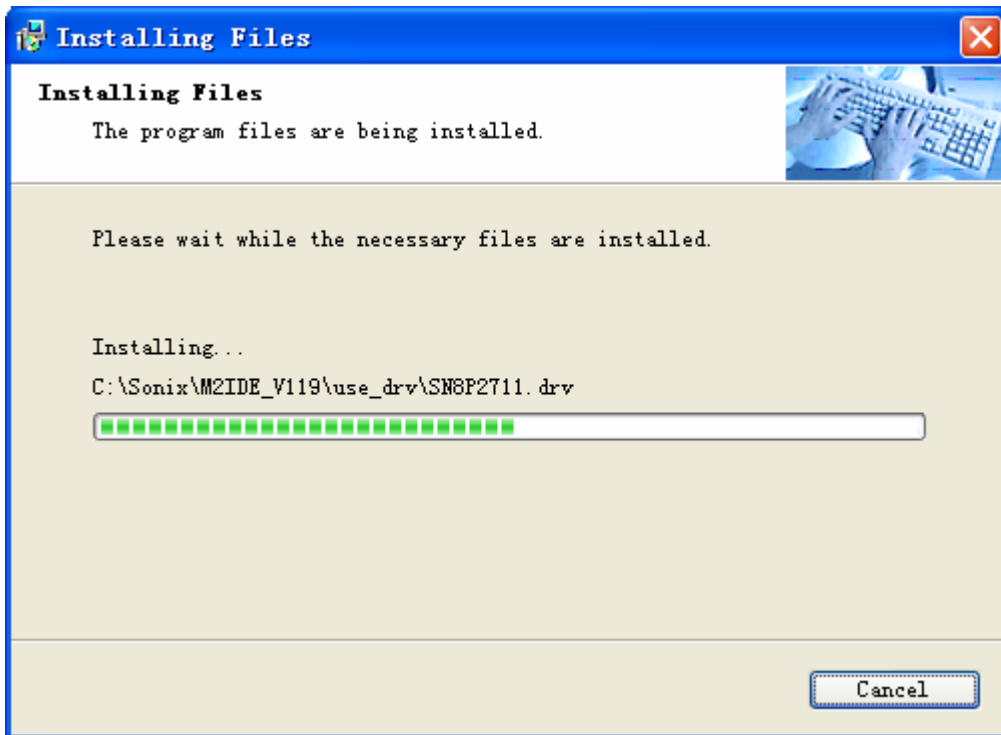 Installing Files
Installing Files
The program files are being installed.
Please wait while the necessary files are installed.
Installing...
C:\Sonix\M2IDE_V119\use_drv\SN8P2711.drv
Cancel